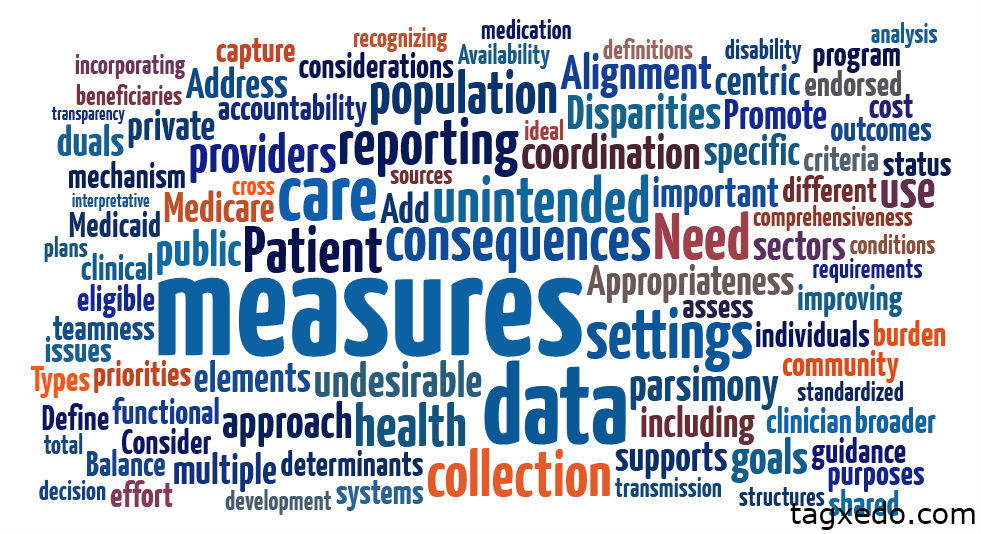 medication
analysis
recognizing
capture
Availability
definitions
disability
program
incorporating
considerations
Address
Alignment
centric
endorsed
beneficiaries
accountability
population
Disparities
Promote
cost
transparency
private
outcomes
duals
providers
reporting
ideal
coordination
specific
criteria
status
mechanism
sources
cross
care
interpretative
Medicare
Add
unintended
important
different
use
Medicaid
comprehensiveness
plans
public
Patient
consequences
Need
sectors
conditions
clinical
requirements
measures
Appropriateness
eligible
assess
improving
teamness
settings
individuals
burden
issues
community
Types
priorities
elements
undesirable
data
parsimony
standardized
Define
functional
approach
health
including
clinician
broader
total
Consider
Balance
multiple
determinants
collection
supports
goals
guidance
purposes
decision
effort
development
systems
transmission
structures
shared
tagxedo.com